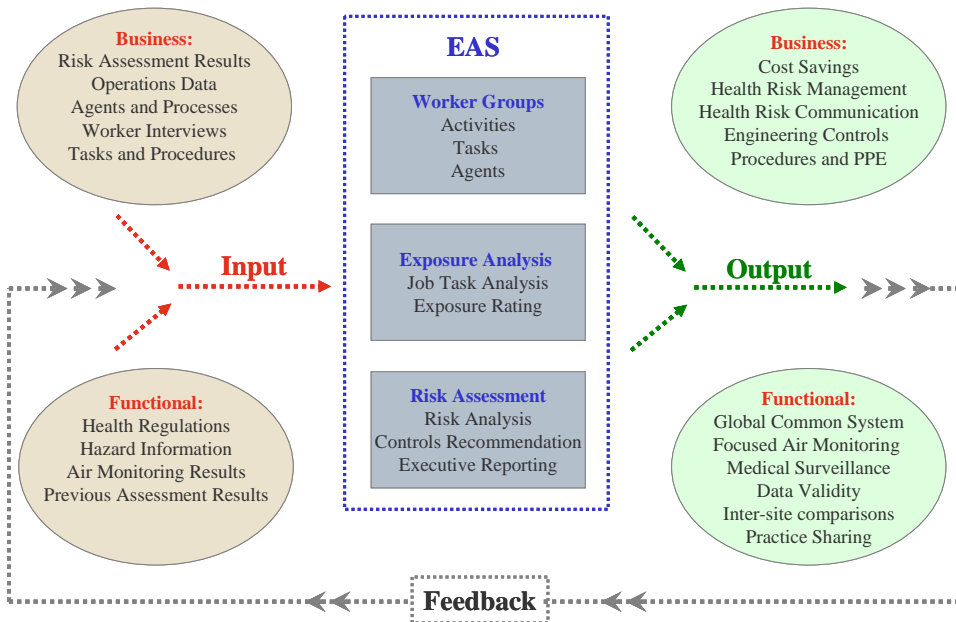 Business:
Risk Assessment Results
Operations Data
Agents and Processes
Worker Interviews
Tasks and Procedures
Input
Functional:
Health Regulations
Hazard Information
Air Monitoring Results
Previous Assessment Results
EAS
Worker Groups
Activities
Tasks
Agents
Exposure Analysis
Job Task Analysis
Exposure Rating
Risk Assessment
Risk Analysis
Controls Recommendation
Executive Reporting
Business:
Cost Savings
Health Risk Management
Health Risk Communication
Engineering Controls
Procedures and PPE
Output
Functional:
Global Common System
Focused Air Monitoring
Medical Surveillance
Data Validity
Inter-site comparisons
Practice Sharing
Feedback